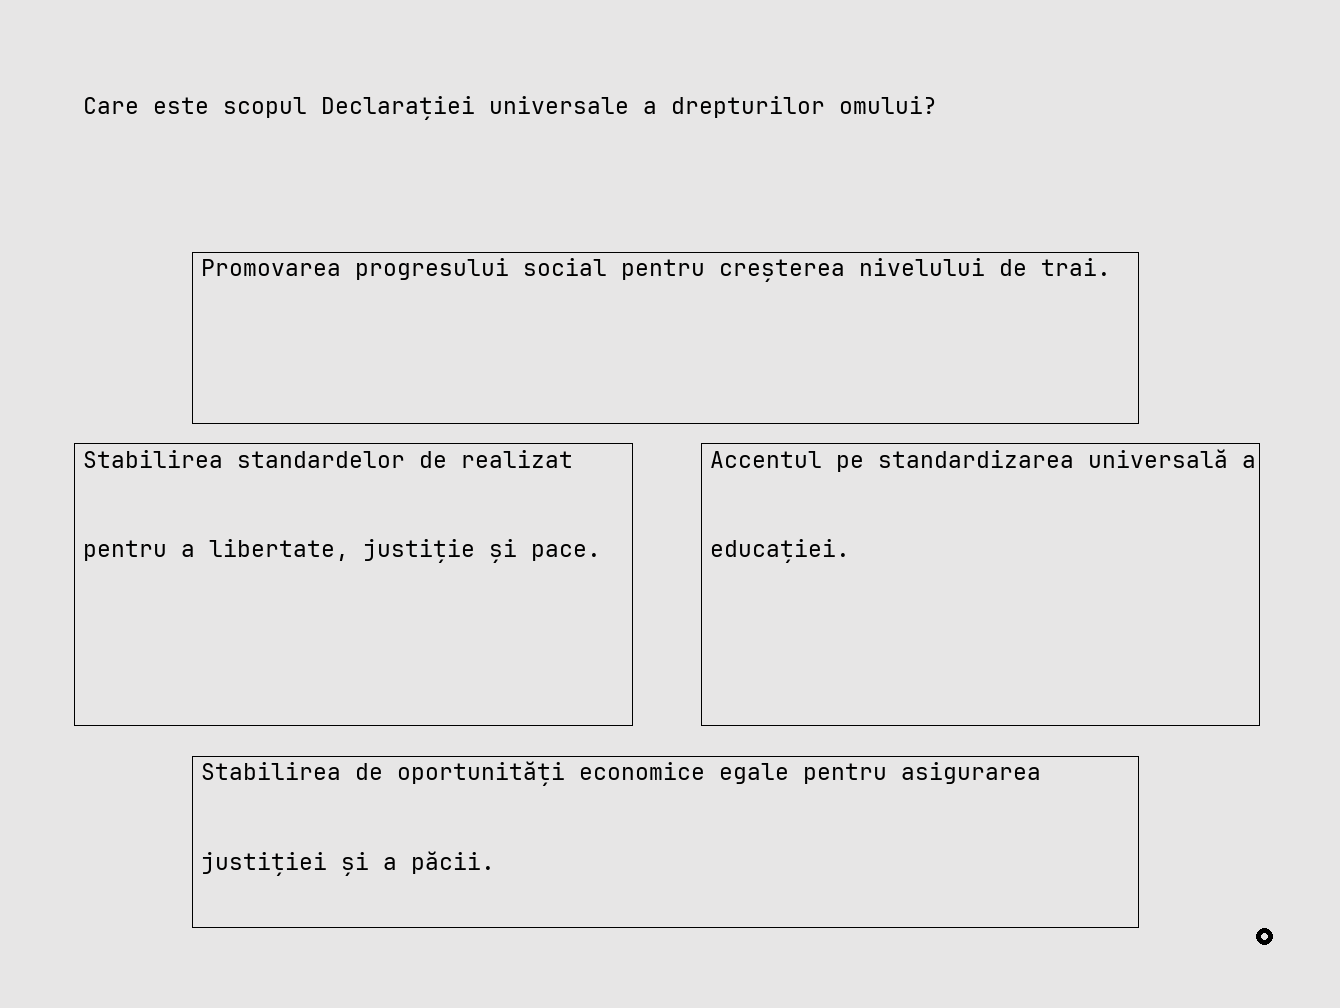 Care este scopul Declarației universale a drepturilor omului?
Promovarea progresului social pentru creșterea nivelului de trai.
Stabilirea standardelor de realizat
pentru a libertate, justiție și pace.
Accentul pe standardizarea universală a
educației.
Stabilirea de oportunități economice egale pentru asigurarea
justiției și a păcii.